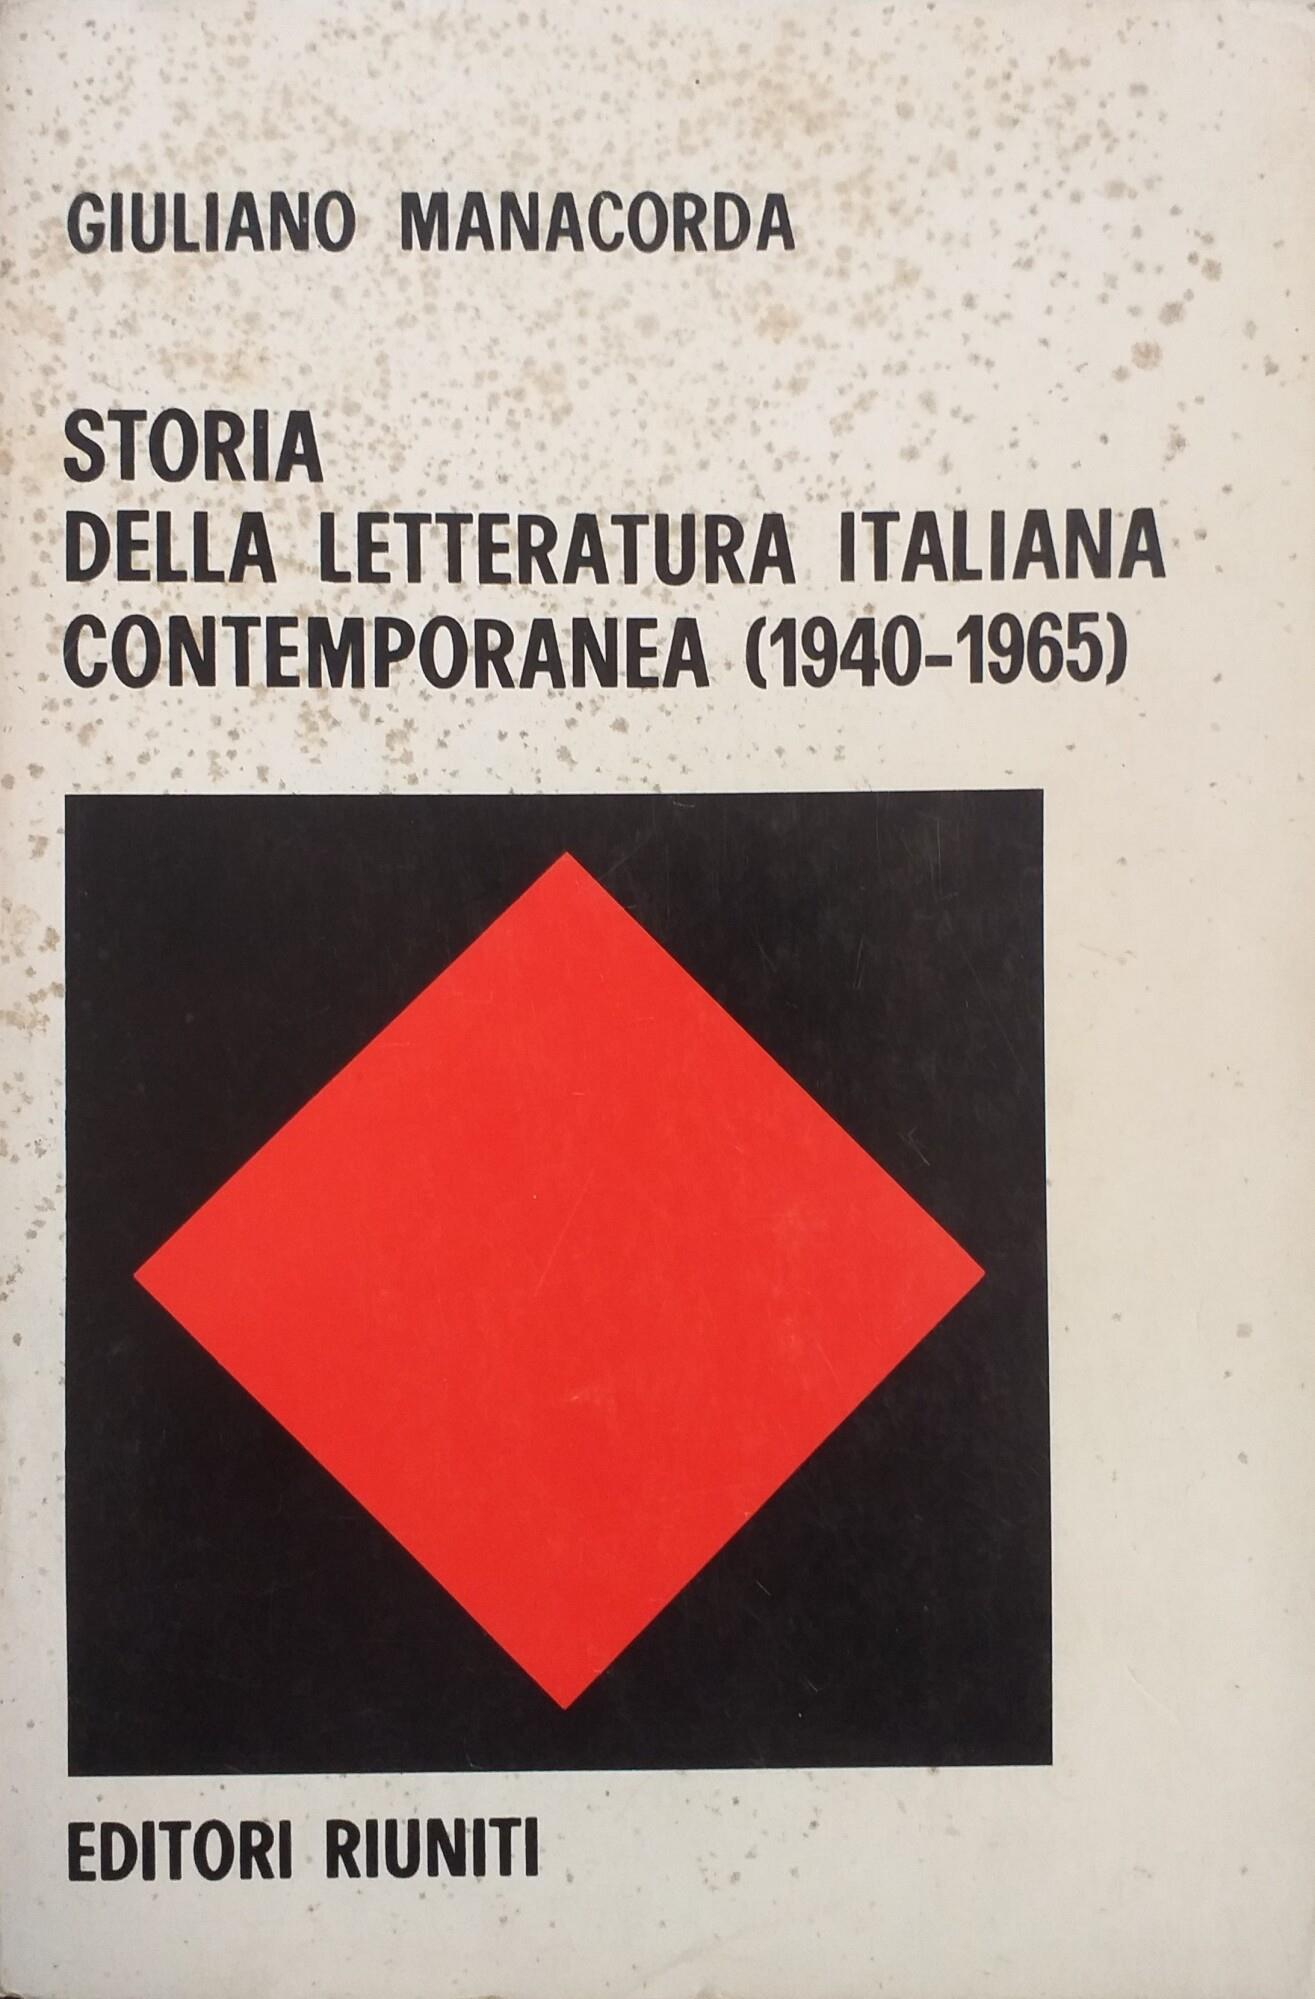 GIULIANO MANACORDA
STORIA
DELLA LETTERATURA ITALIANA
CONTEMPORANEA (1940-1965)
EDITORI RIUNITI